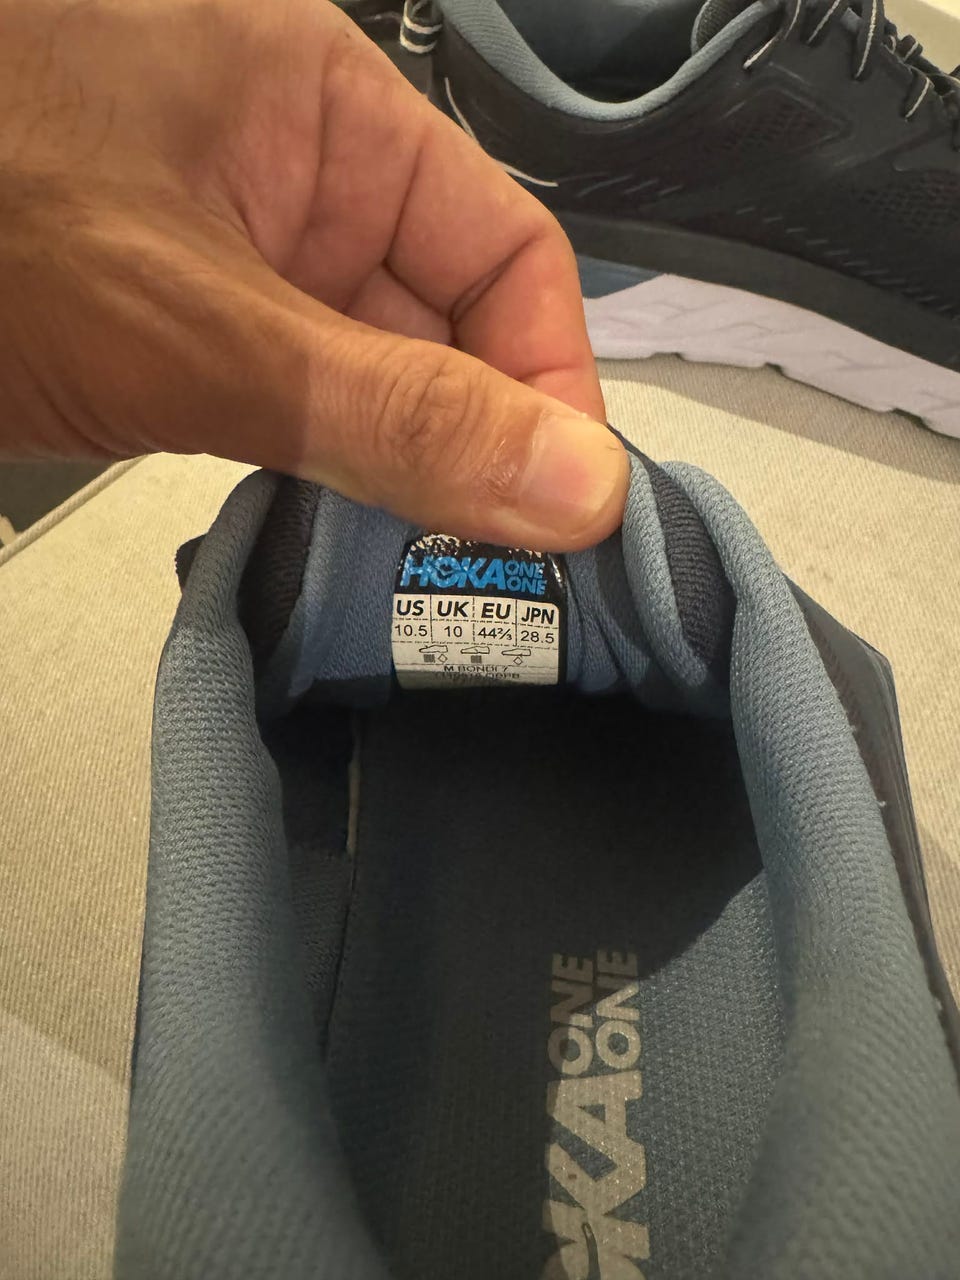 HOKA ONE ONE
US UK EU JPN
10.5 10 44⅔ 28.5
M BONDI 7
HOKA ONE ONE